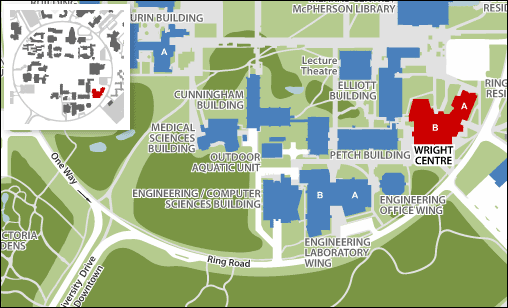 BUILDING
McPHERSON LIBRARY
RESID
URIN BUILDING
A
Lecture
Theatre
ELLIOTT
BUILDING
CUNNINGHAM
BUILDING
RING
RESI
A
B
WRIGHT
CENTRE
MEDICAL
SCIENCES
BUILDING
OUTDOOR
AQUATIC UNIT
PETCH BUILDING
One Way
ENGINEERING / COMPUTER
SCIENCES BUILDING
B
A
ENGINEERING
OFFICE WING
ENGINEERING
LABORATORY
WING
CTORIA
DENS
Ring Road
iversity Drive
Downtown